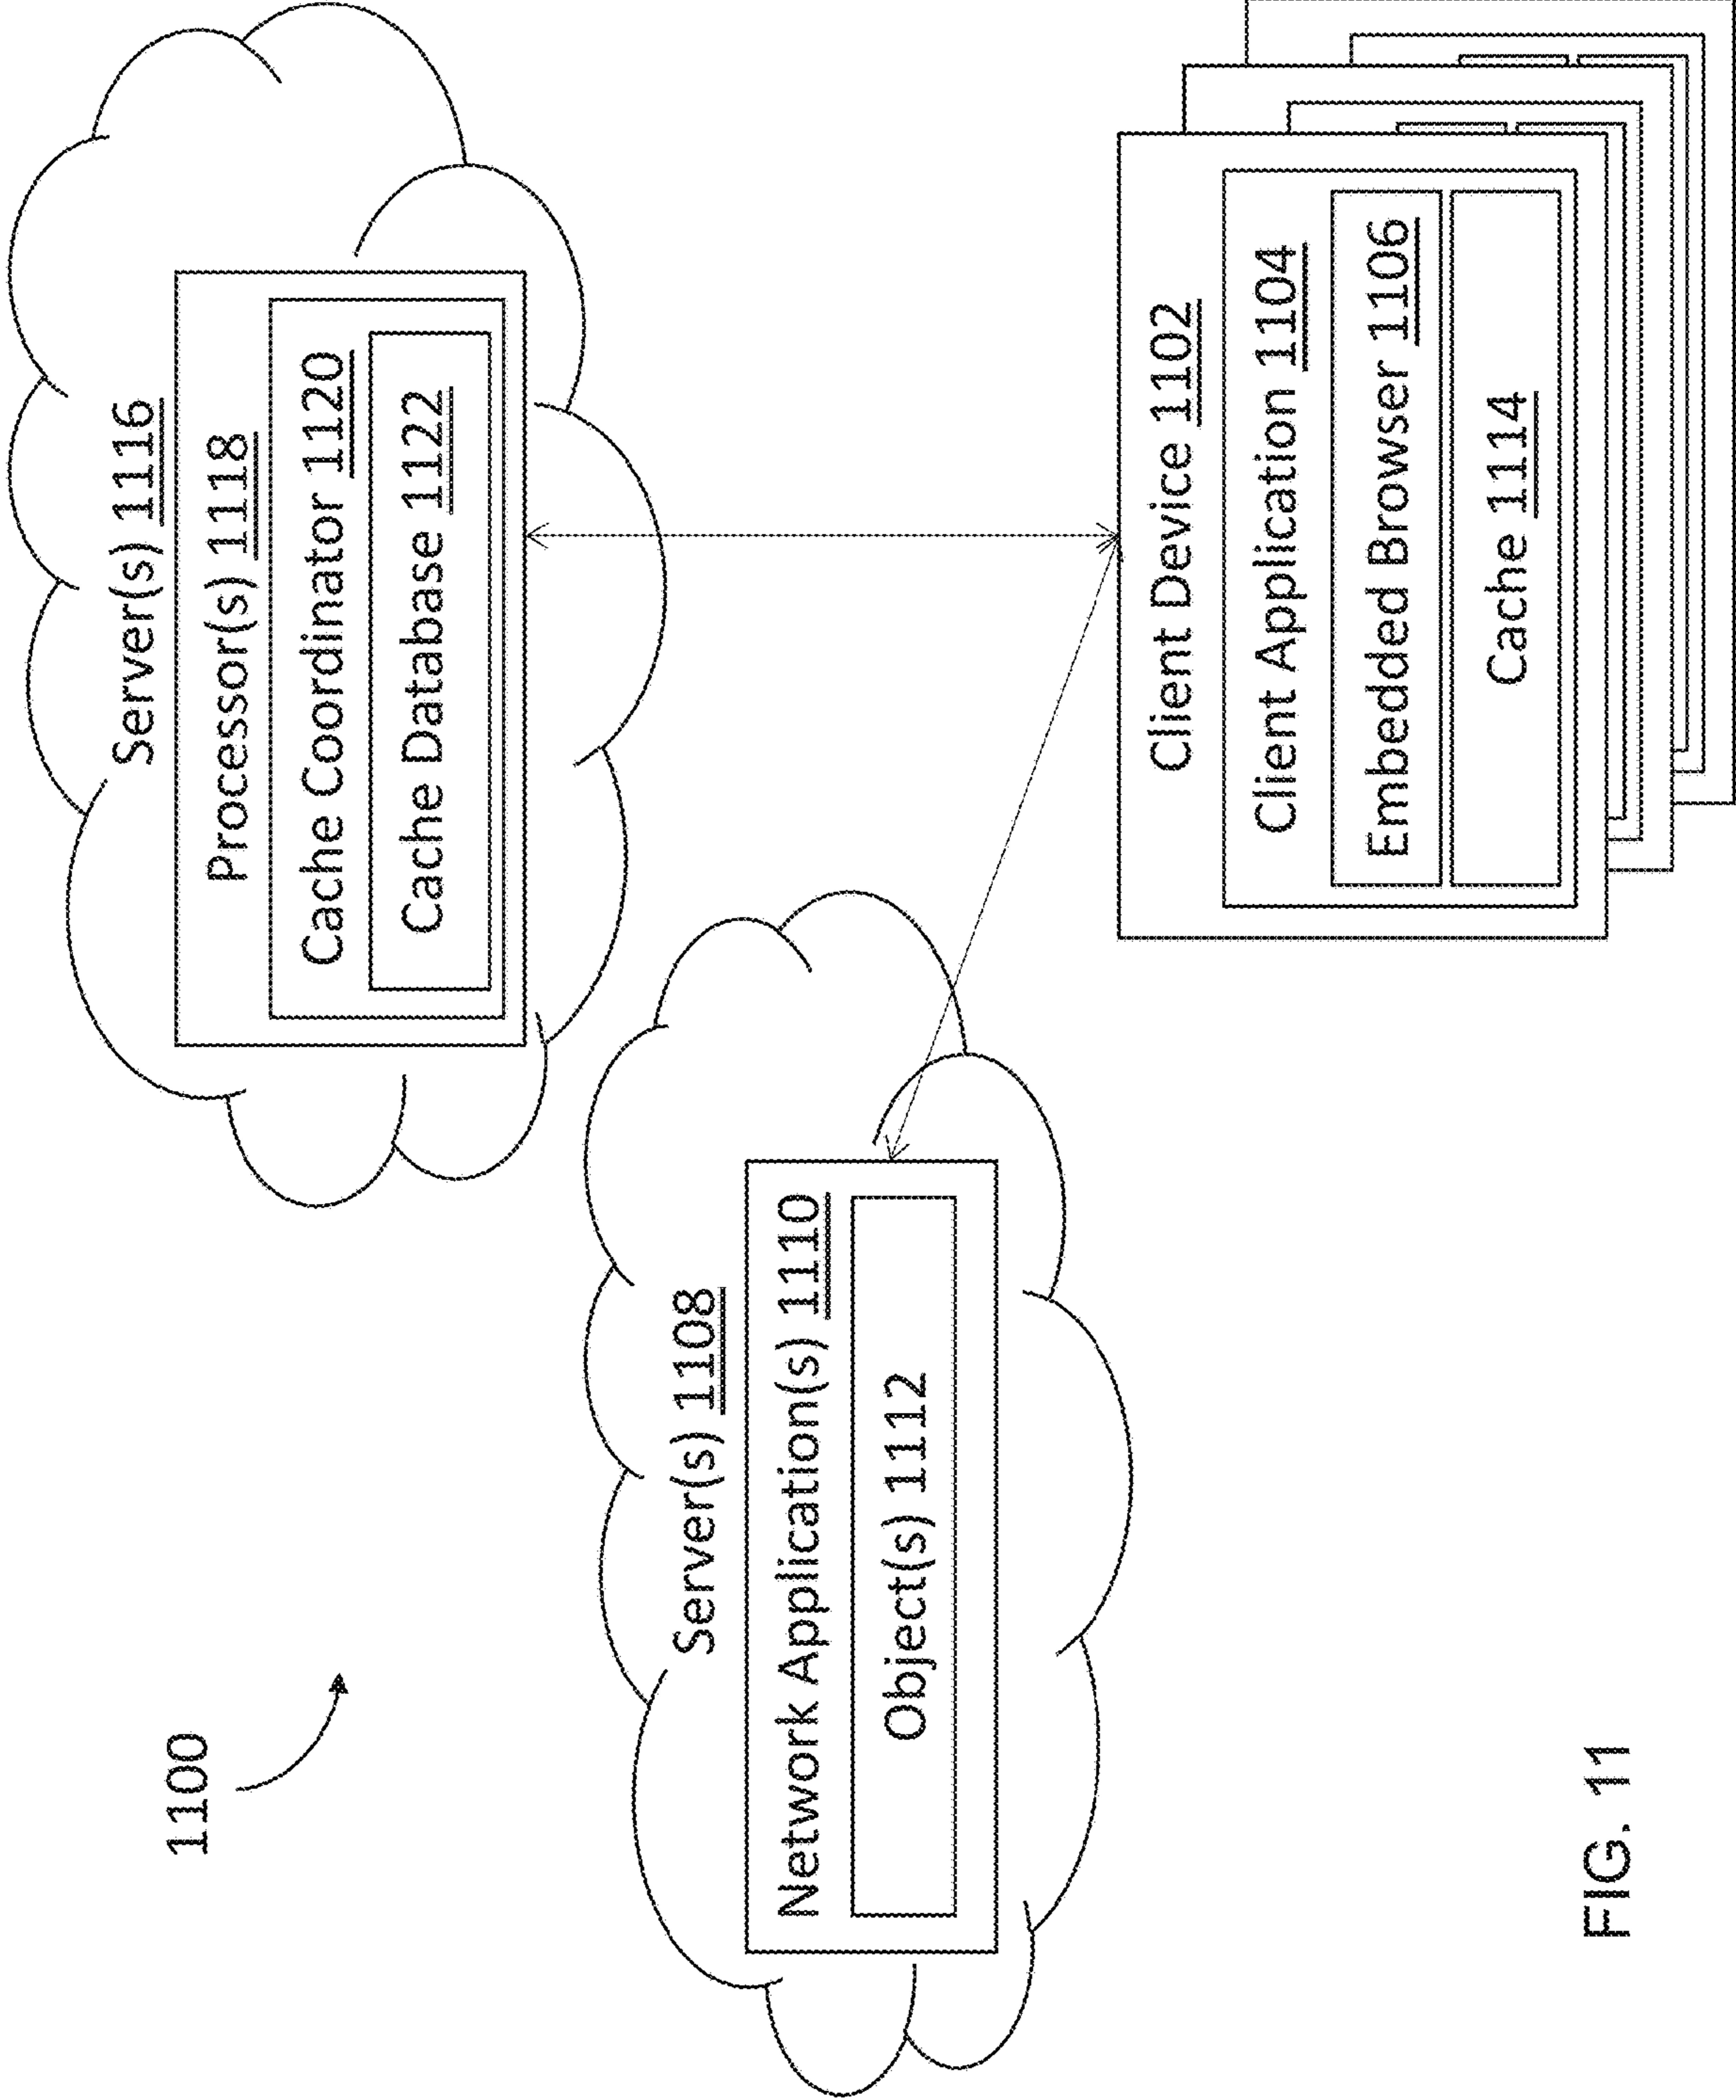 1100
Server(s) 1116
Processor(s) 1118
Cache Coordinator 1120
Cache Database 1122
Server(s) 1108
Network Application(s) 1110
Object(s) 1112
Client Device 1102
Client Application 1104
Embedded Browser 1106
Cache 1114
FIG. 11